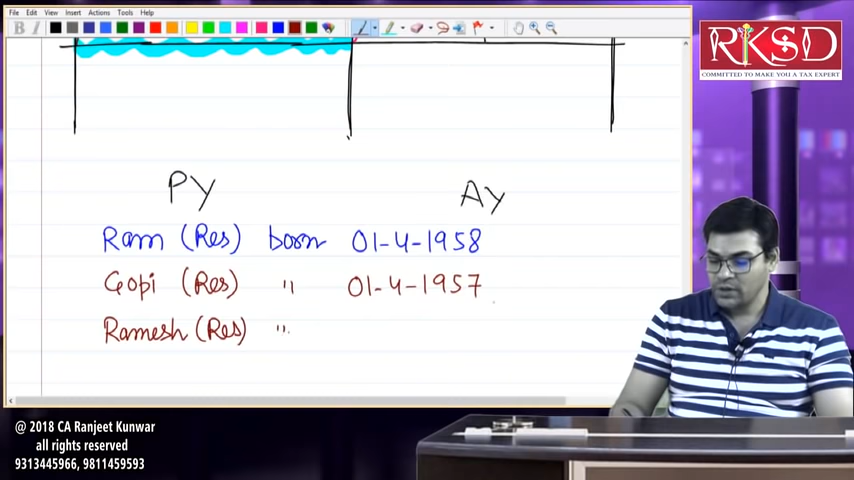 File Edit View Insert Actions Tools Help
RKSD
COMMITTED TO MAKE YOU A TAX EXPERT
PY AY
Ram (Res) born 01-4-1958
Gopi (Res) " 01-4-1957
Ramesh (Res) "
@ 2018 CA Ranjeet Kunwar
all rights reserved
9313445966, 9811459593